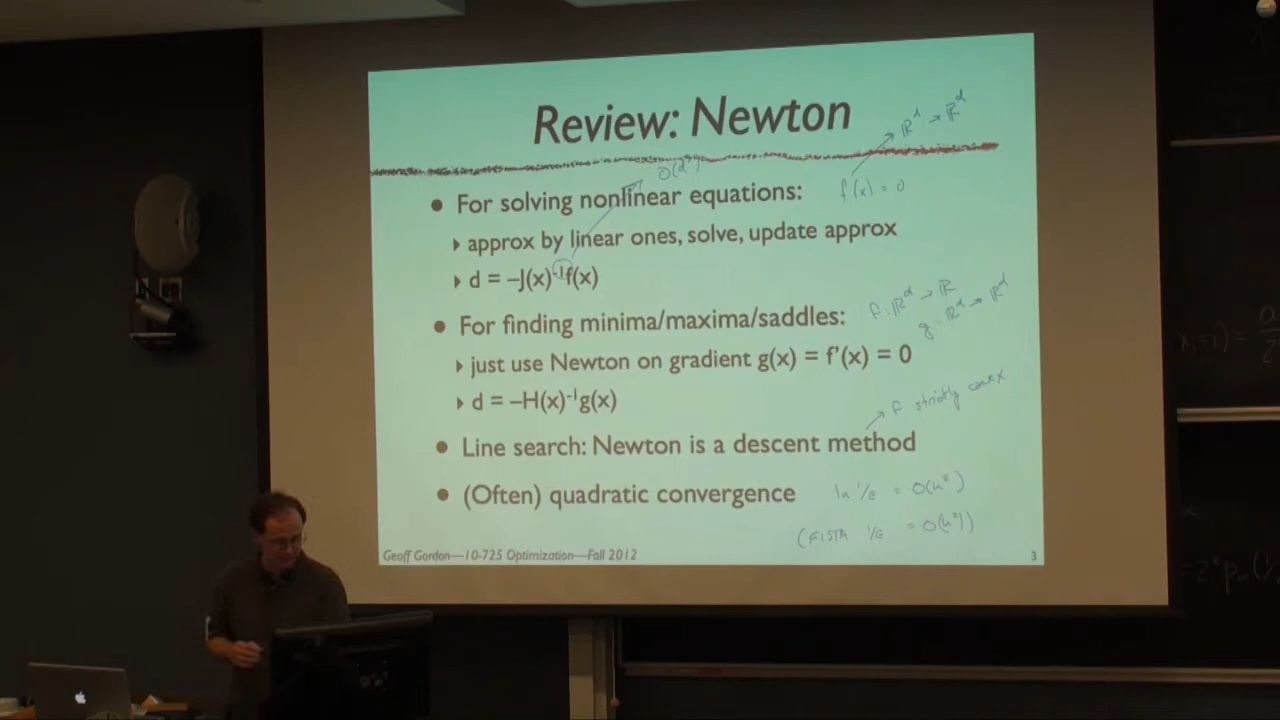 Review: Newton
ℝᵈ → ℝᵈ
• For solving nonlinear equations: f(x) = 0
▸ approx by linear ones, solve, update approx
▸ d = –J(x)⁻¹f(x)
• For finding minima/maxima/saddles: f: ℝᵈ → ℝ
g: ℝᵈ → ℝᵈ
▸ just use Newton on gradient g(x) = f'(x) = 0
▸ d = –H(x)⁻¹g(x)
f strictly convex
• Line search: Newton is a descent method
• (Often) quadratic convergence ln 1/ε = O(k²)
(FISTA 1/ε = O(k²))
Geoff Gordon—10-725 Optimization—Fall 2012 3